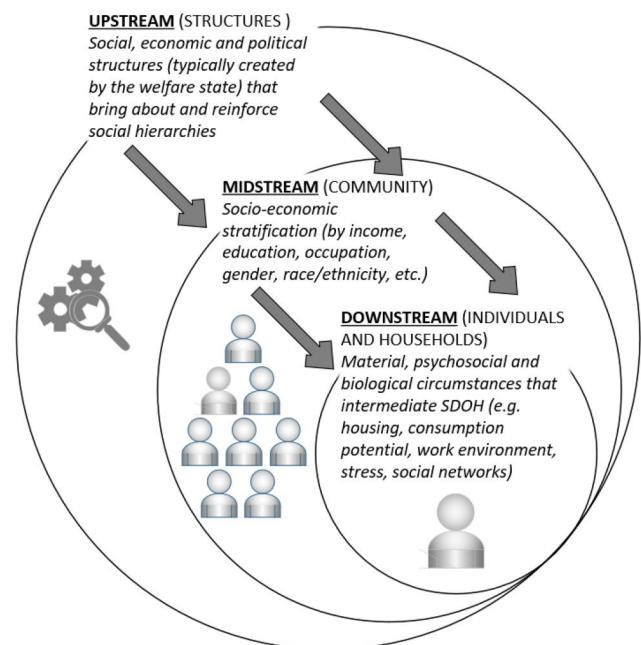 UPSTREAM (STRUCTURES )
Social, economic and political
structures (typically created
by the welfare state) that
bring about and reinforce
social hierarchies
MIDSTREAM (COMMUNITY)
Socio-economic
stratification (by income,
education, occupation,
gender, race/ethnicity, etc.)
DOWNSTREAM (INDIVIDUALS
AND HOUSEHOLDS)
Material, psychosocial and
biological circumstances that
intermediate SDOH (e.g.
housing, consumption
potential, work environment,
stress, social networks)